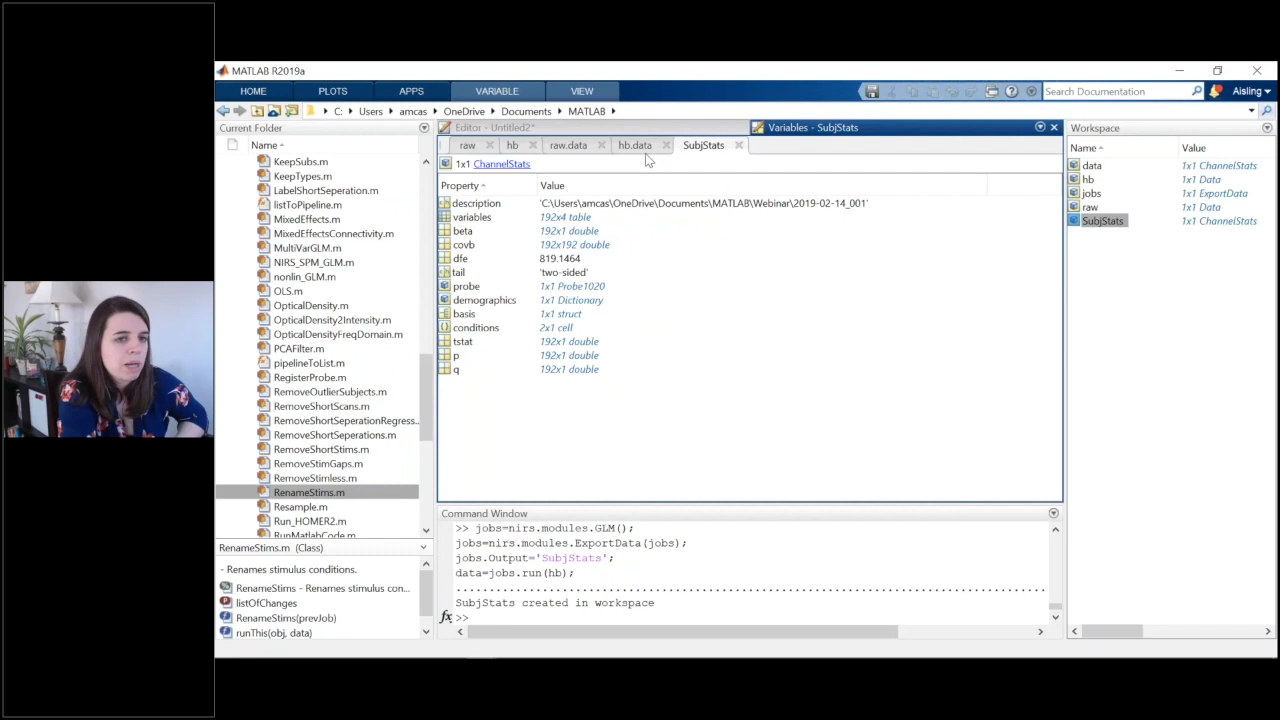 MATLAB R2019a
HOME PLOTS APPS VARIABLE VIEW Search Documentation Aisling
C: Users amcas OneDrive Documents MATLAB
Current Folder
Name
KeepSubs.m
KeepTypes.m
LabelShortSeperation.m
listToPipeline.m
MixedEffects.m
MixedEffectsConnectivity.m
MultiVarGLM.m
NIRS_SPM_GLM.m
nonlin_GLM.m
OLS.m
OpticalDensity.m
OpticalDensity2Intensity.m
OpticalDensityFreqDomain.m
PCAFilter.m
pipelineToList.m
RegisterProbe.m
RemoveOutlierSubjects.m
RemoveShortScans.m
RemoveShortSeperationRegress...
RemoveShortSeperations.m
RemoveShortStims.m
RemoveStimGaps.m
RemoveStimless.m
RenameStims.m
Resample.m
Run_HOMER2.m
RunMatlabCode.m
RenameStims.m (Class)
- Renames stimulus conditions.
RenameStims - Renames stimulus con...
listOfChanges
RenameStims(prevJob)
runThis(obj, data)
Editor - Untitled2*
Variables - SubjStats
raw hb raw.data hb.data SubjStats
1x1 ChannelStats
Property Value
description 'C:\Users\amcas\OneDrive\Documents\MATLAB\Webinar\2019-02-14_001'
variables 192x4 table
beta 192x1 double
covb 192x192 double
dfe 819.1464
tail 'two-sided'
probe 1x1 Probe1020
demographics 1x1 Dictionary
basis 1x1 struct
conditions 2x1 cell
tstat 192x1 double
p 192x1 double
q 192x1 double
Command Window
>> jobs=nirs.modules.GLM();
jobs=nirs.modules.ExportData(jobs);
jobs.Output='SubjStats';
data=jobs.run(hb);
SubjStats created in workspace
fx >>
Workspace
Name Value
data 1x1 ChannelStats
hb 1x1 Data
jobs 1x1 ExportData
raw 1x1 Data
SubjStats 1x1 ChannelStats